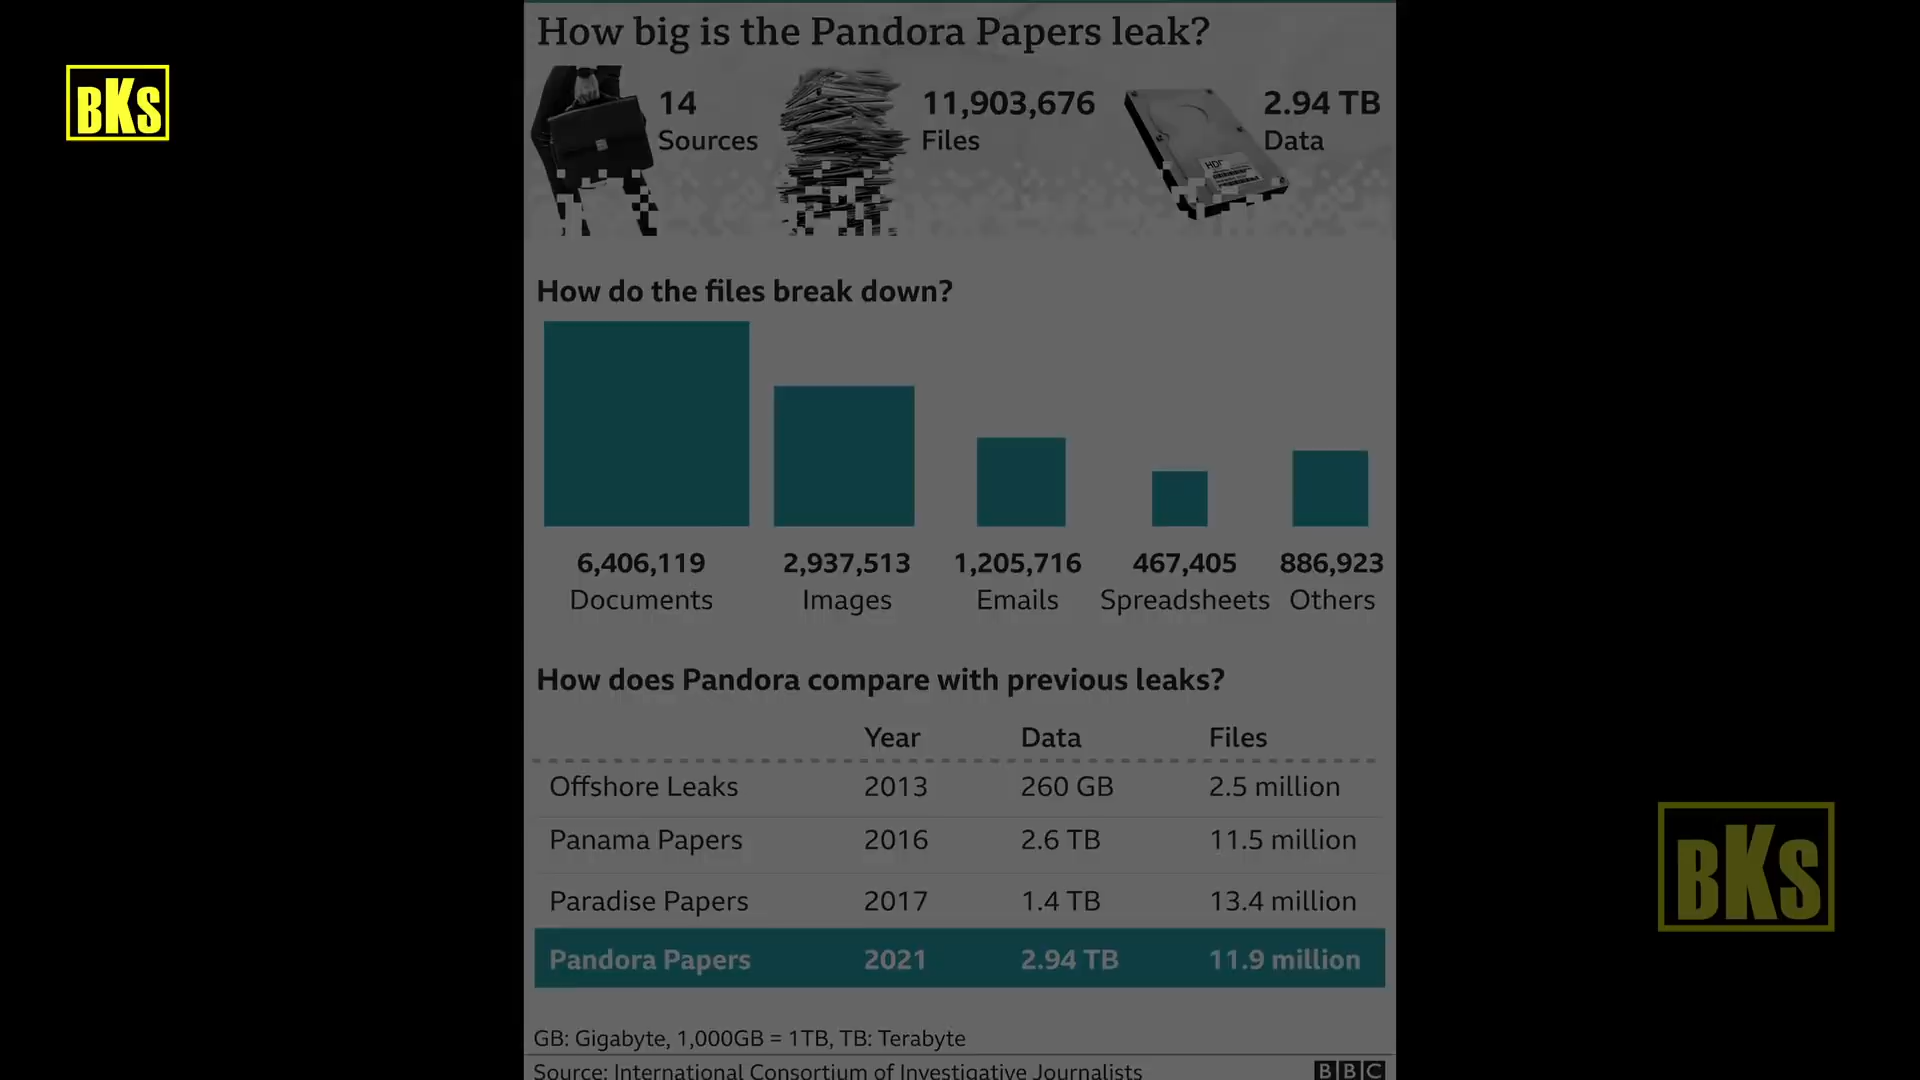 How big is the Pandora Papers leak?
BKS
14
Sources
11,903,676
Files
2.94 TB
Data
HDD
How do the files break down?
6,406,119 2,937,513 1,205,716 467,405 886,923
Documents Images Emails Spreadsheets Others
How does Pandora compare with previous leaks?
Year Data Files
Offshore Leaks 2013 260 GB 2.5 million
Panama Papers 2016 2.6 TB 11.5 million
Paradise Papers 2017 1.4 TB 13.4 million
BKS
Pandora Papers 2021 2.94 TB 11.9 million
GB: Gigabyte, 1,000GB = 1TB, TB: Terabyte
Source: International Consortium of Investigative Journalists
BBC